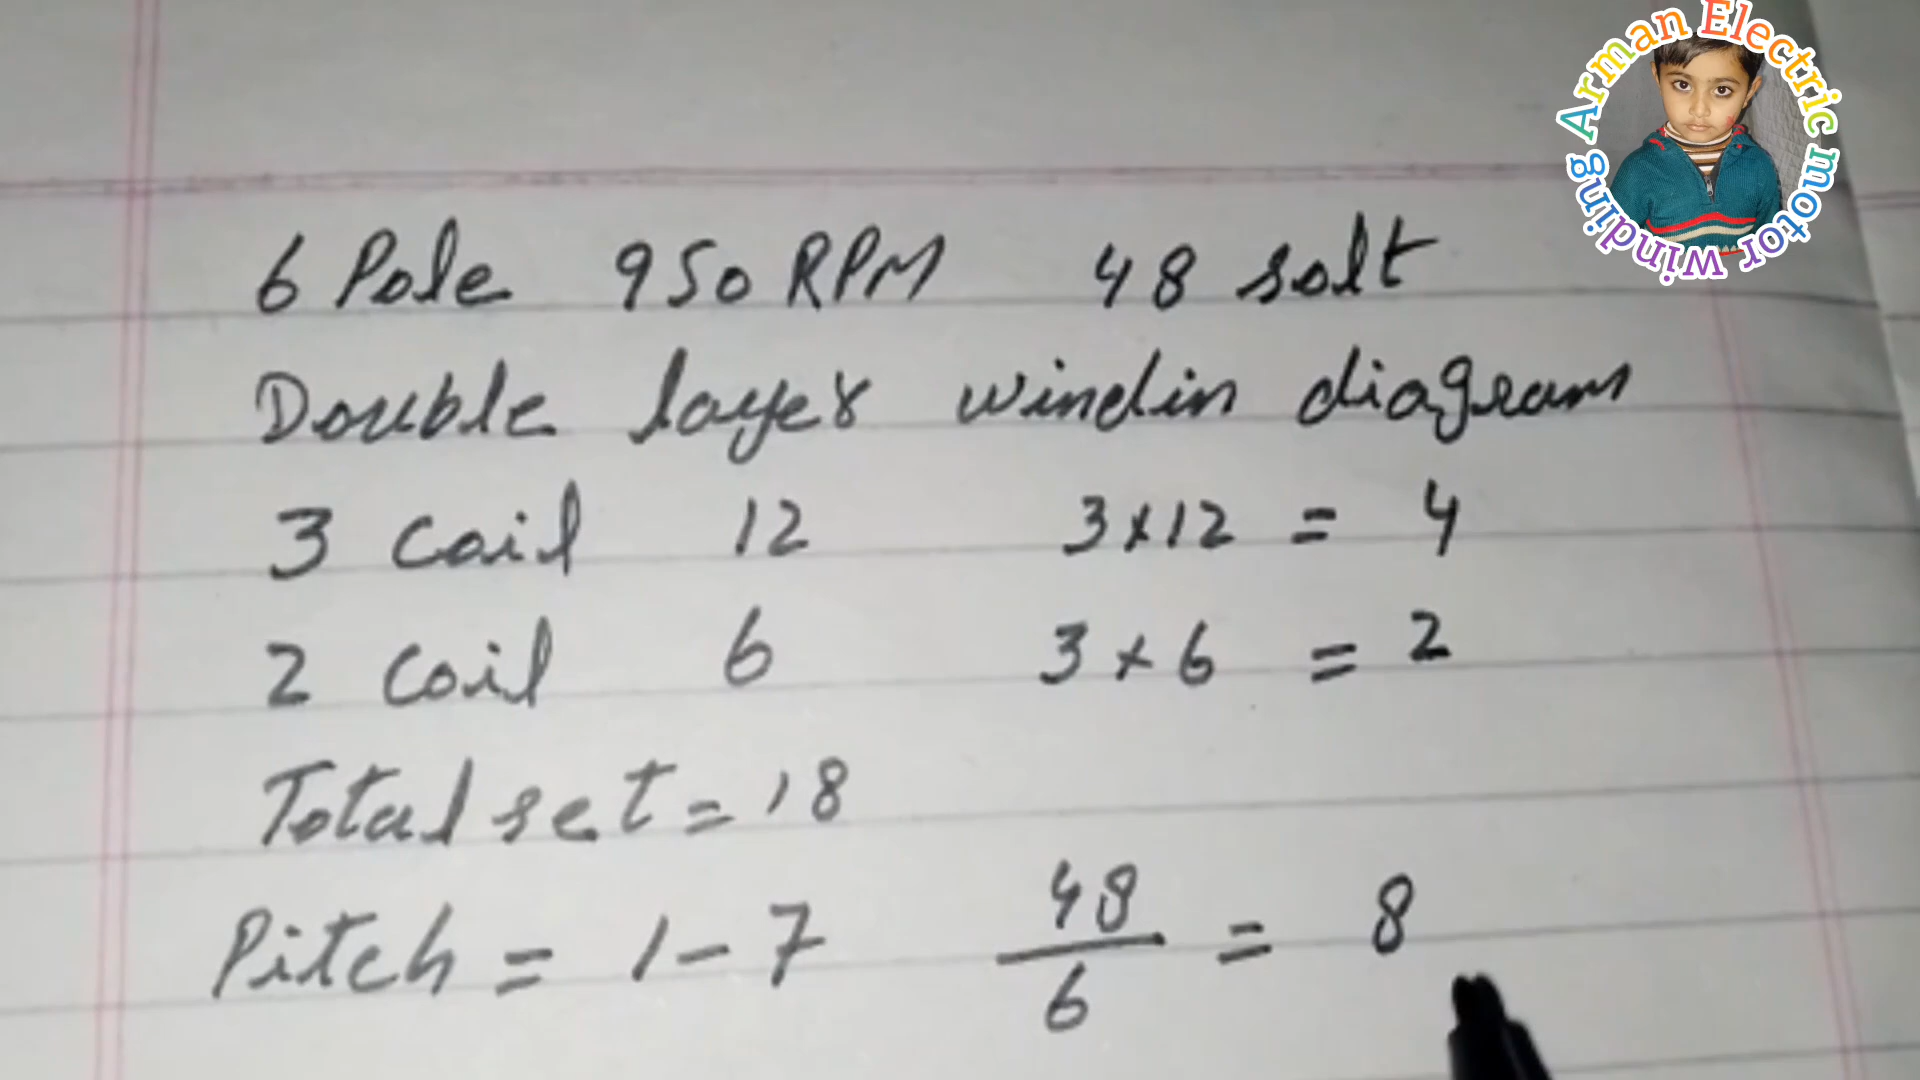 Arman Electric motor winding
6 Pole 950 RPM 48 solt
Double layer windin diagram
3 coil 12 3x12 = 4
2 coil 6 3x6 = 2
Total set = 18
Pitch = 1-7 48/6 = 8